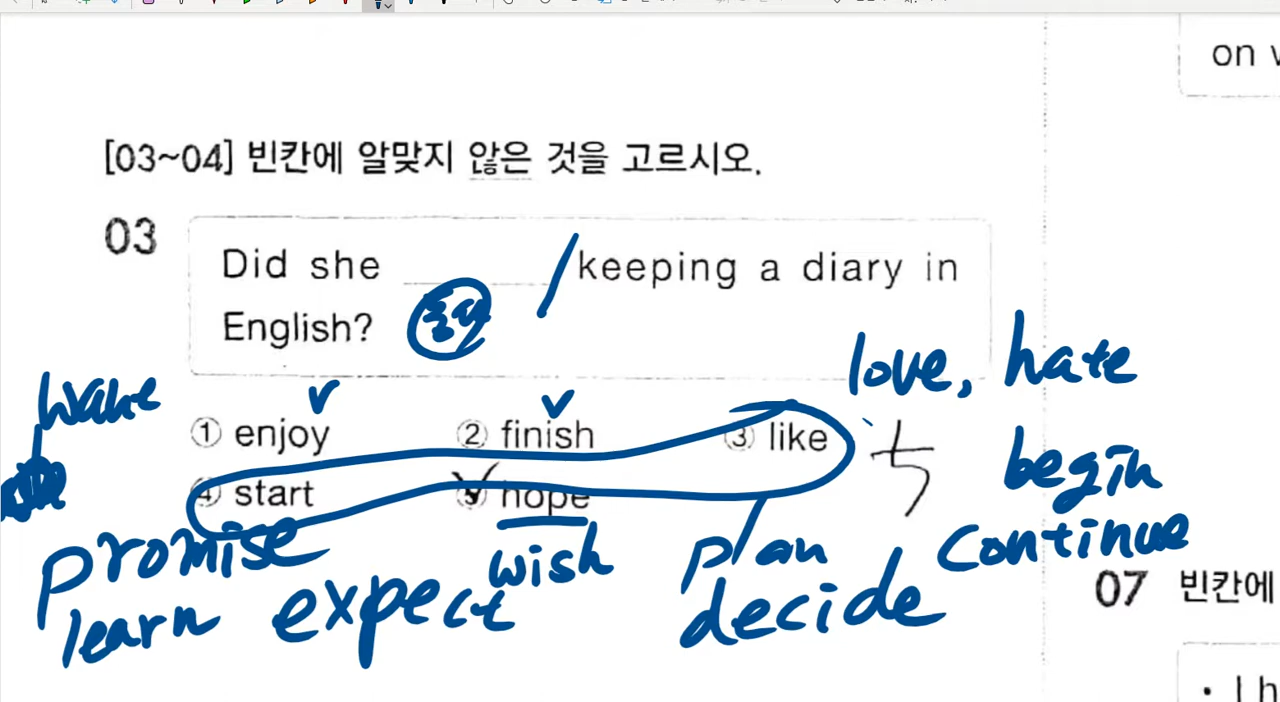 on
[03~04] 빈칸에 알맞지 않은 것을 고르시오.
03
Did she ______ / keeping a diary in
English?
love, hate
① enjoy ② finish ③ like
④ start ⑤ hope
begin
continue
promise
wish
plan
learn expect
decide
07 빈칸에
• I h